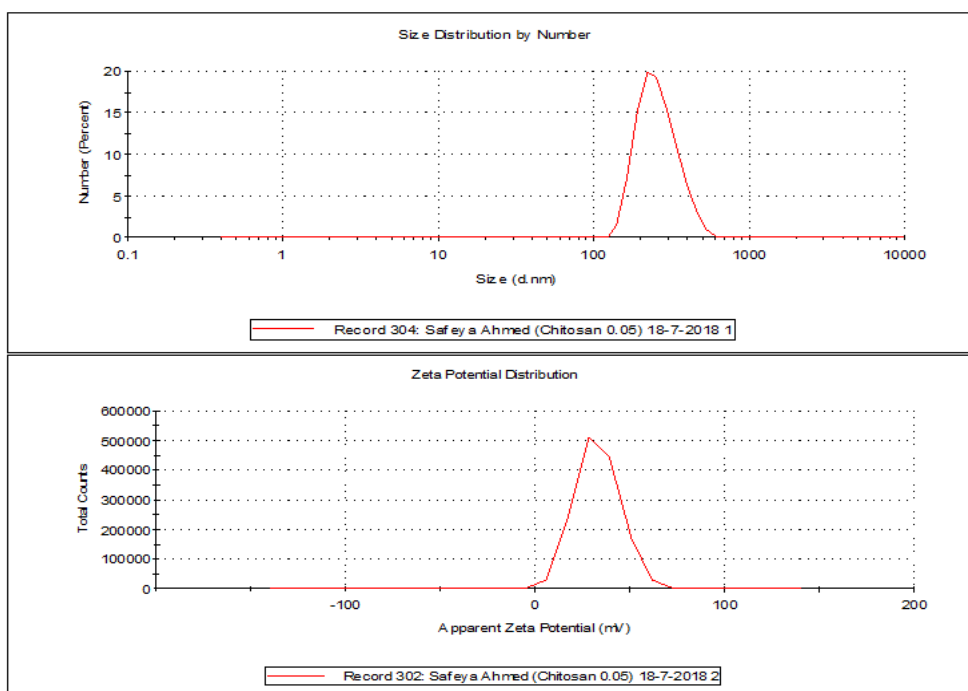 Size Distribution by Number
20
15
10
5
0
Number (Percent)
0.1 1 10 100 1000 10000
Size (d.nm)
Record 304: Safeya Ahmed (Chitosan 0.05) 18-7-2018 1
Zeta Potential Distribution
600000
500000
400000
300000
200000
100000
0
Total Counts
-100 0 100 200
Apparent Zeta Potential (mV)
Record 302: Safeya Ahmed (Chitosan 0.05) 18-7-2018 2